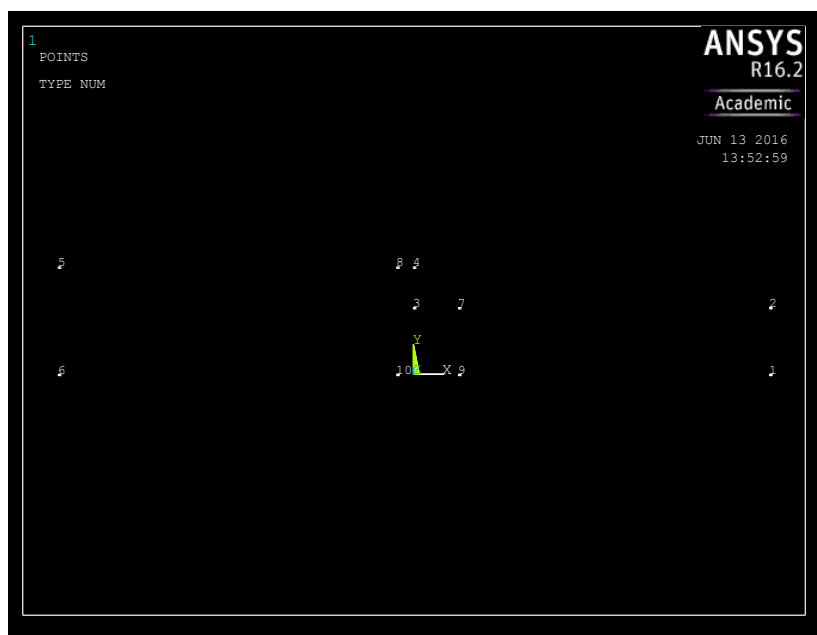 1
POINTS
TYPE NUM
ANSYS
R16.2
Academic
JUN 13 2016
13:52:59
5
8 4
3 7 2
Y
6 10 X 9 1